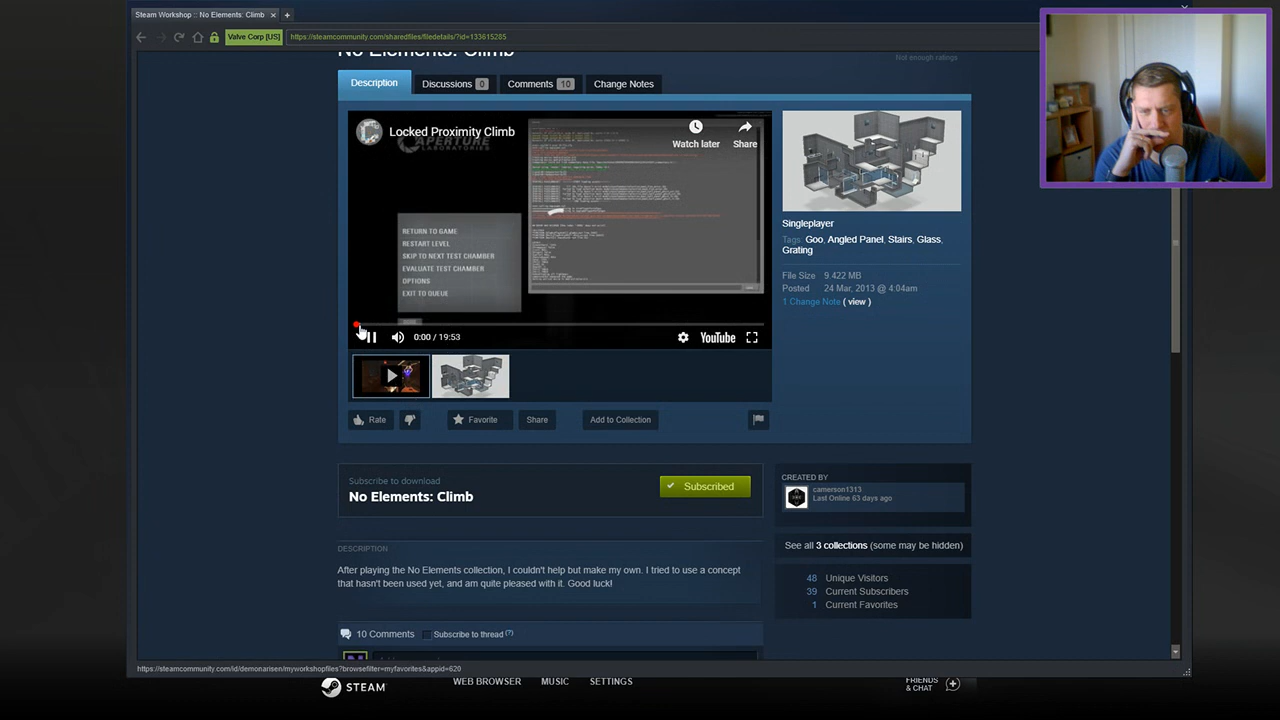 Steam Workshop :: No Elements: Climb
Valve Corp [US]
https://steamcommunity.com/sharedfiles/filedetails/?id=133615285
No Elements: Climb
Not enough ratings
Description
Discussions 0
Comments 10
Change Notes
Locked Proximity Climb
APERTURE
LABORATORIES
Watch later
Share
RETURN TO GAME
RESTART LEVEL
SKIP TO NEXT TEST CHAMBER
EVALUATE TEST CHAMBER
OPTIONS
EXIT TO QUEUE
0:00 / 19:53
YouTube
Singleplayer
Tags: Goo, Angled Panel, Stairs, Glass,
Grating
File Size 9.422 MB
Posted 24 Mar, 2013 @ 4:04am
1 Change Note ( view )
Rate
Favorite
Share
Add to Collection
Subscribe to download
No Elements: Climb
Subscribed
CREATED BY
camerson1313
Last Online 63 days ago
See all 3 collections (some may be hidden)
DESCRIPTION
After playing the No Elements collection, I couldn't help but make my own. I tried to use a concept
that hasn't been used yet, and am quite pleased with it. Good luck!
48 Unique Visitors
39 Current Subscribers
1 Current Favorites
10 Comments
Subscribe to thread (?)
https://steamcommunity.com/id/demonarisen/myworkshopfiles?browsefilter=myfavorites&appid=620
STEAM
WEB BROWSER
MUSIC
SETTINGS
FRIENDS
& CHAT